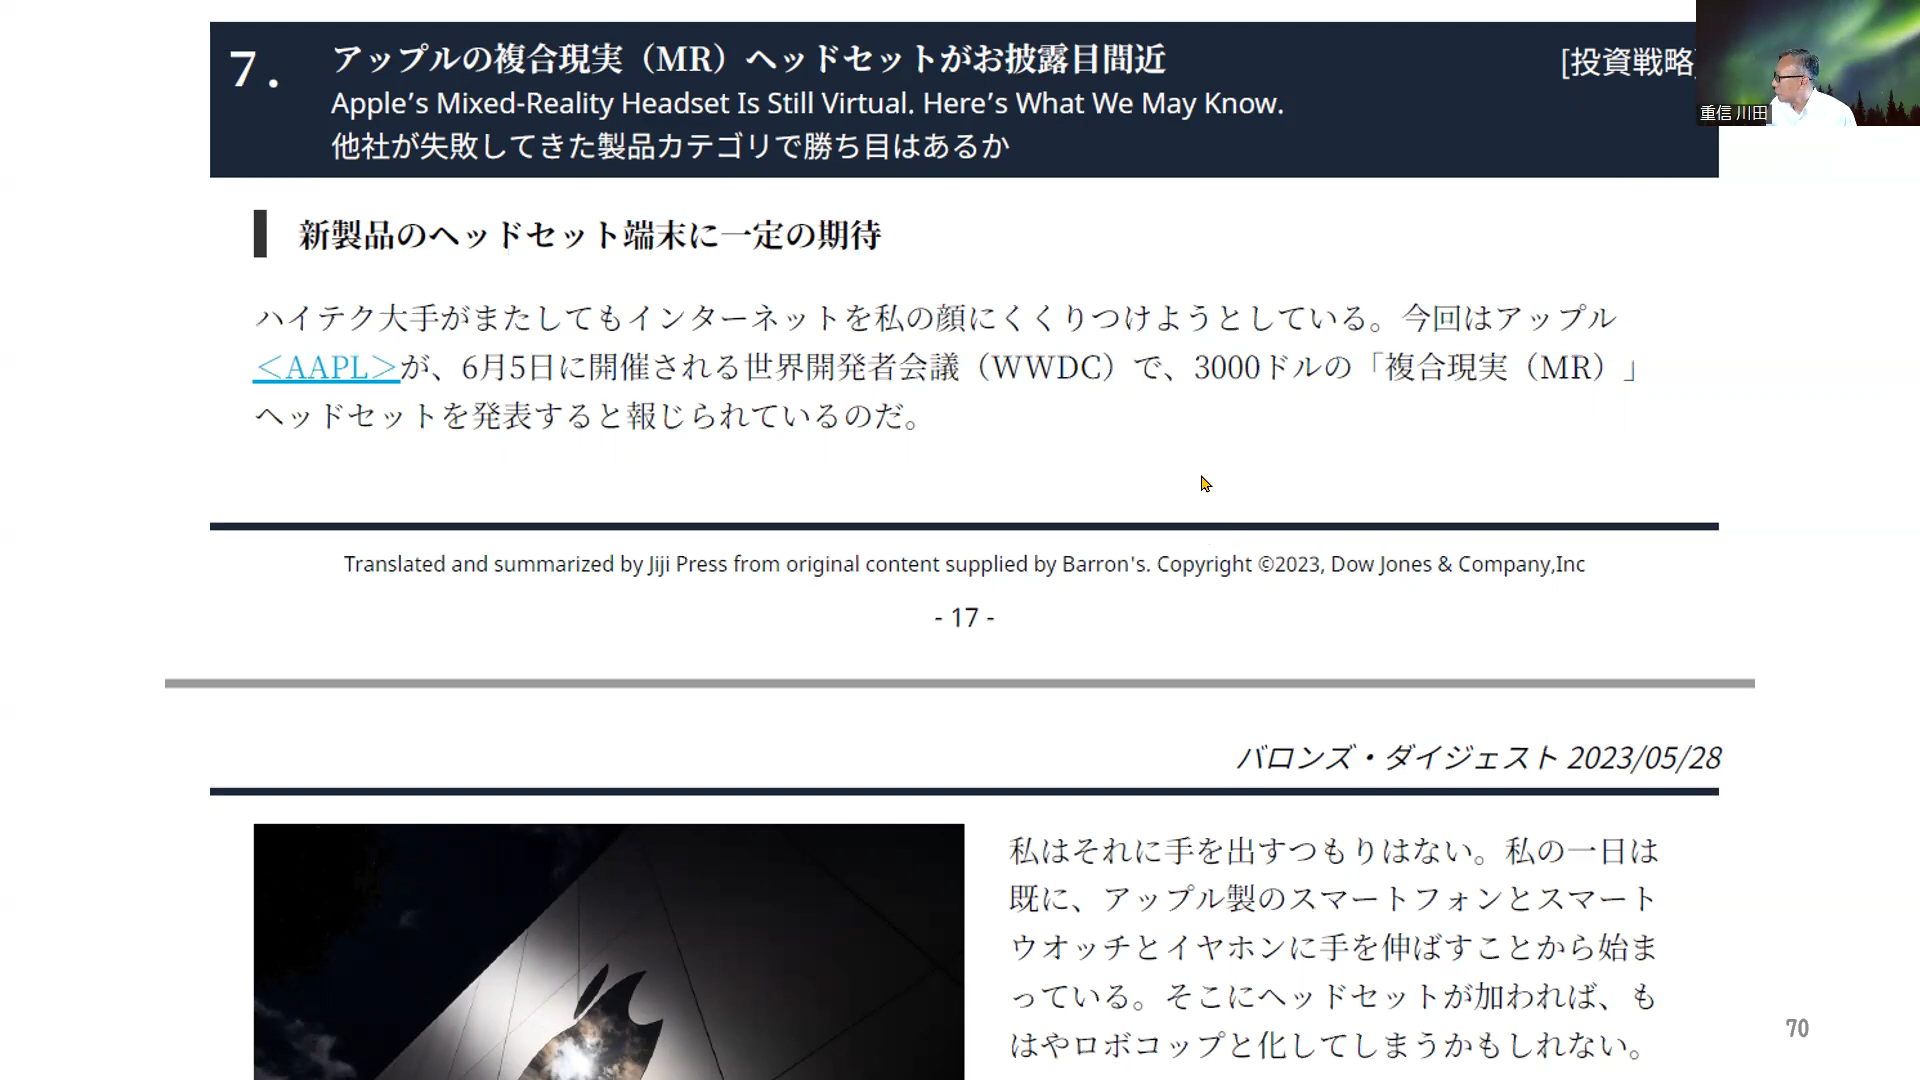 7.
アップルの複合現実（MR）ヘッドセットがお披露目間近
[投資戦略]
Apple’s Mixed-Reality Headset Is Still Virtual. Here’s What We May Know.
他社が失敗してきた製品カテゴリで勝ち目はあるか
重信 川田
新製品のヘッドセット端末に一定の期待
ハイテク大手がまたしてもインターネットを私の顔にくくりつけようとしている。今回はアップル
＜AAPL＞が、6月5日に開催される世界開発者会議（WWDC）で、3000ドルの「複合現実（MR）」
ヘッドセットを発表すると報じられているのだ。
Translated and summarized by Jiji Press from original content supplied by Barron's. Copyright ©2023, Dow Jones & Company,Inc
- 17 -
バロンズ・ダイジェスト 2023/05/28
私はそれに手を出すつもりはない。私の一日は
既に、アップル製のスマートフォンとスマート
ウオッチとイヤホンに手を伸ばすことから始ま
っている。そこにヘッドセットが加われば、も
はやロボコップと化してしまうかもしれない。
70